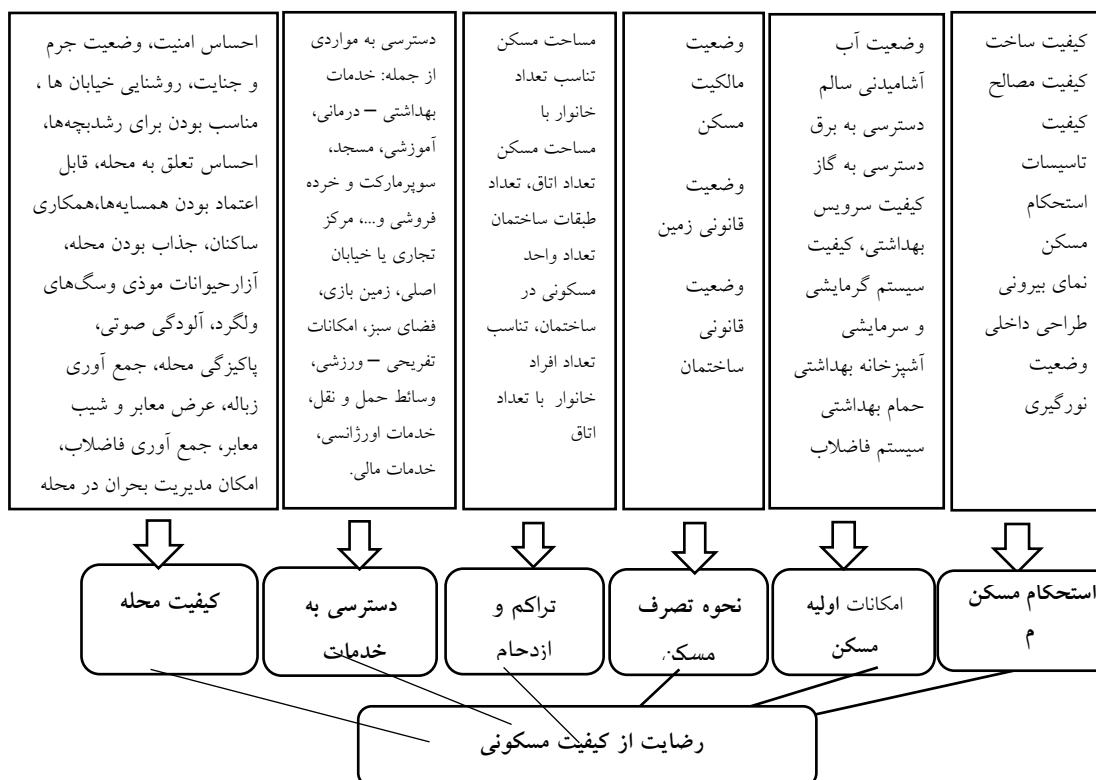 کیفیت ساخت
کیفیت مصالح
کیفیت
تاسیسات
استحکام
مسکن
نمای بیرونی
طراحی داخلی
وضعیت
نورگیری
وضعیت آب
آشامیدنی سالم
دسترسی به برق
دسترسی به گاز
کیفیت سرویس
بهداشتی، کیفیت
سیستم گرمایشی
و سرمایشی
آشپزخانه بهداشتی
حمام بهداشتی
سیستم فاضلاب
وضعیت
مالکیت
مسکن
وضعیت
قانونی زمین
وضعیت
قانونی
ساختمان
مساحت مسکن
تناسب تعداد
خانوار با
مساحت مسکن
تعداد اتاق، تعداد
طبقات ساختمان
تعداد واحد
مسکونی در
ساختمان، تناسب
تعداد افراد
خانوار با تعداد
اتاق
دسترسی به مواردی
از جمله: خدمات
بهداشتی – درمانی،
آموزشی، مسجد،
سوپرمارکت و خرده
فروشی و...، مرکز
تجاری یا خیابان
اصلی، زمین بازی،
فضای سبز، امکانات
تفریحی – ورزشی،
وسائط حمل و نقل،
خدمات اورژانسی،
خدمات مالی.
احساس امنیت، وضعیت جرم
و جنایت، روشنایی خیابان ها ،
مناسب بودن برای رشدبچه‌ها،
احساس تعلق به محله، قابل
اعتماد بودن همسایه‌ها،همکاری
ساکنان، جذاب بودن محله،
آزارحیوانات موذی وسگ‌های
ولگرد، آلودگی صوتی،
پاکیزگی محله، جمع آوری
زباله، عرض معابر و شیب
معابر، جمع آوری فاضلاب،
امکان مدیریت بحران در محله
استحکام مسکن
م
امکانات اولیه
مسکن
نحوه تصرف
مسکن
تراکم و
ازدحام
دسترسی به
خدمات
کیفیت محله
رضایت از کیفیت مسکونی